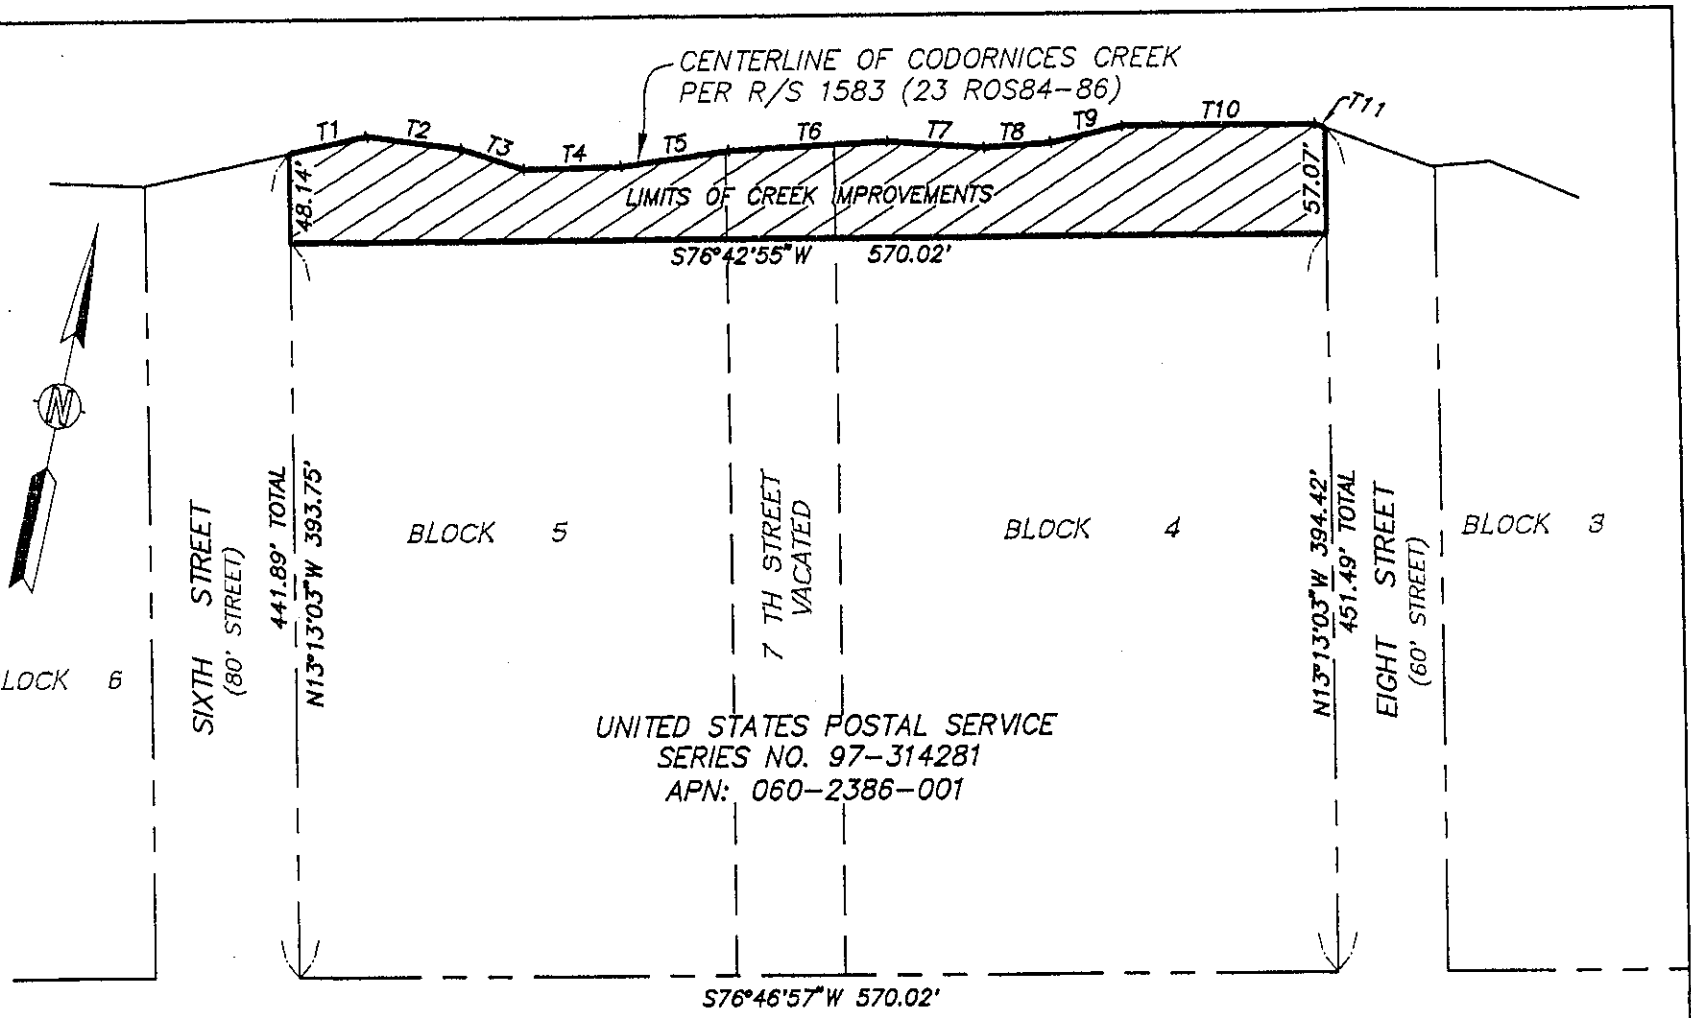 CENTERLINE OF CODORNICES CREEK
PER R/S 1583 (23 ROS84-86)
T1
T2
T3
T4
T5
T6
T7
T8
T9
T10
T11
48.14'
LIMITS OF CREEK IMPROVEMENTS
57.07'
S76°42'55"W 570.02'
N
SIXTH STREET
(80' STREET)
441.89' TOTAL
N13°13'03"W 393.75'
BLOCK 5
7 TH STREET
VACATED
BLOCK 4
N13°13'03"W 394.42'
451.49' TOTAL
EIGHT STREET
(60' STREET)
BLOCK 3
LOCK 6
UNITED STATES POSTAL SERVICE
SERIES NO. 97-314281
APN: 060-2386-001
S76°46'57"W 570.02'